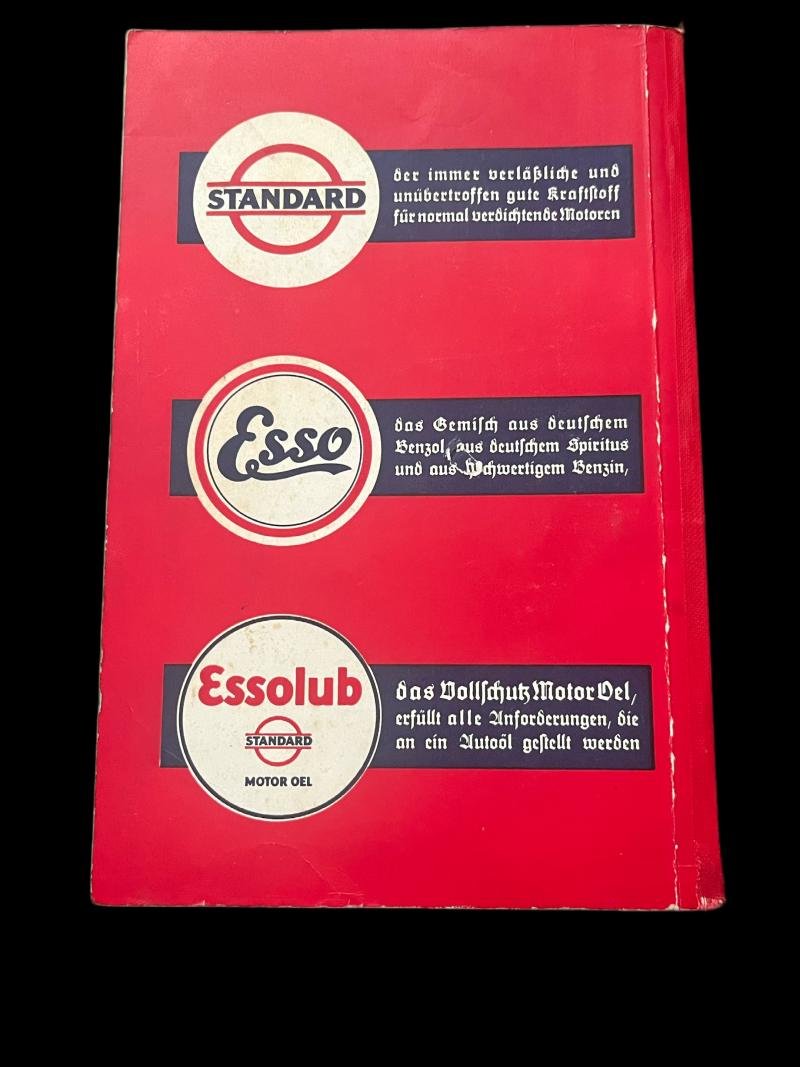 STANDARD
der immer verläßliche und
unübertroffen gute Kraftstoff
für normal verdichtende Motoren
Esso
das Gemisch aus deutschem
Benzol, aus deutschem Spiritus
und aus hochwertigem Benzin,
Essolub
STANDARD
MOTOR OEL
das Vollschutz Motor Oel,
erfüllt alle Anforderungen, die
an ein Autoöl gestellt werden